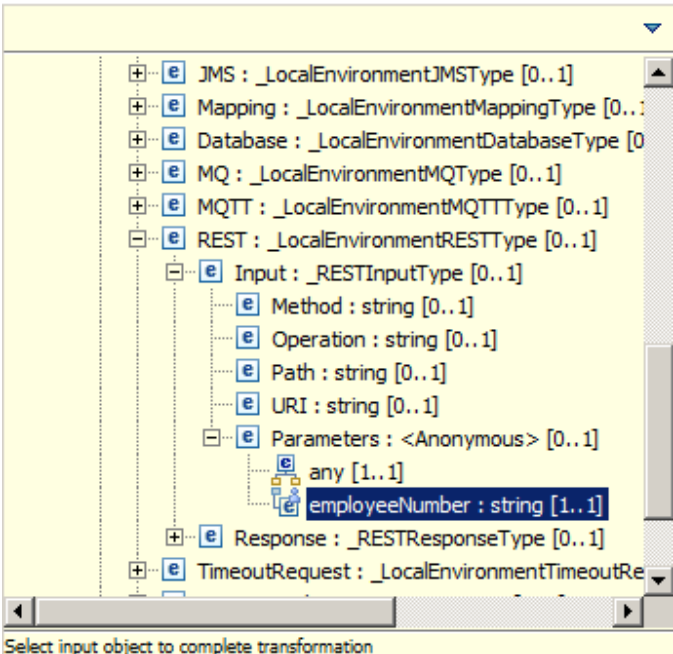 JMS : _LocalEnvironmentJMSType [0..1]
Mapping : _LocalEnvironmentMappingType [0..1
Database : _LocalEnvironmentDatabaseType [0
MQ : _LocalEnvironmentMQType [0..1]
MQTT : _LocalEnvironmentMQTTType [0..1]
REST : _LocalEnvironmentRESTType [0..1]
Input : _RESTInputType [0..1]
Method : string [0..1]
Operation : string [0..1]
Path : string [0..1]
URI : string [0..1]
Parameters : <Anonymous> [0..1]
any [1..1]
employeeNumber : string [1..1]
Response : _RESTResponseType [0..1]
TimeoutRequest : _LocalEnvironmentTimeoutRe
Select input object to complete transformation